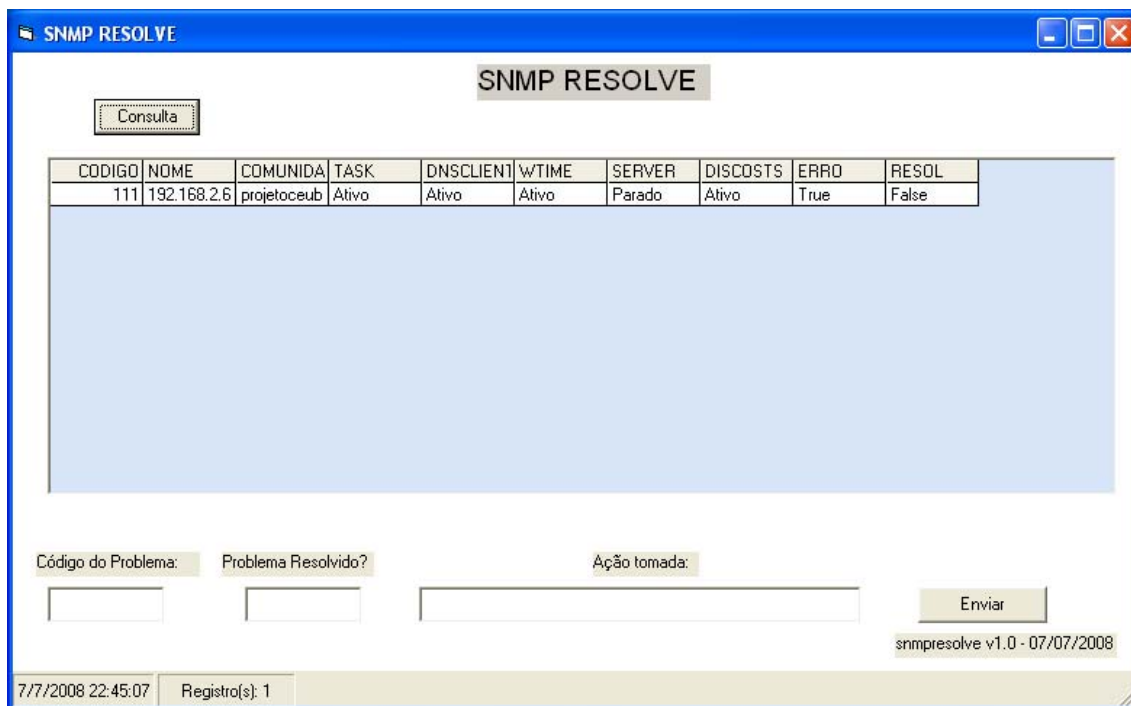 SNMP RESOLVE
SNMP RESOLVE
Consulta
CODIGO NOME COMUNIDA TASK DNSCLIENT WTIME SERVER DISCOSTS ERRO RESOL
111 192.168.2.6 projetoceub Ativo Ativo Ativo Parado Ativo True False
Código do Problema: Problema Resolvido? Ação tomada:
Enviar
snmpresolve v1.0 - 07/07/2008
7/7/2008 22:45:07 Registro(s): 1